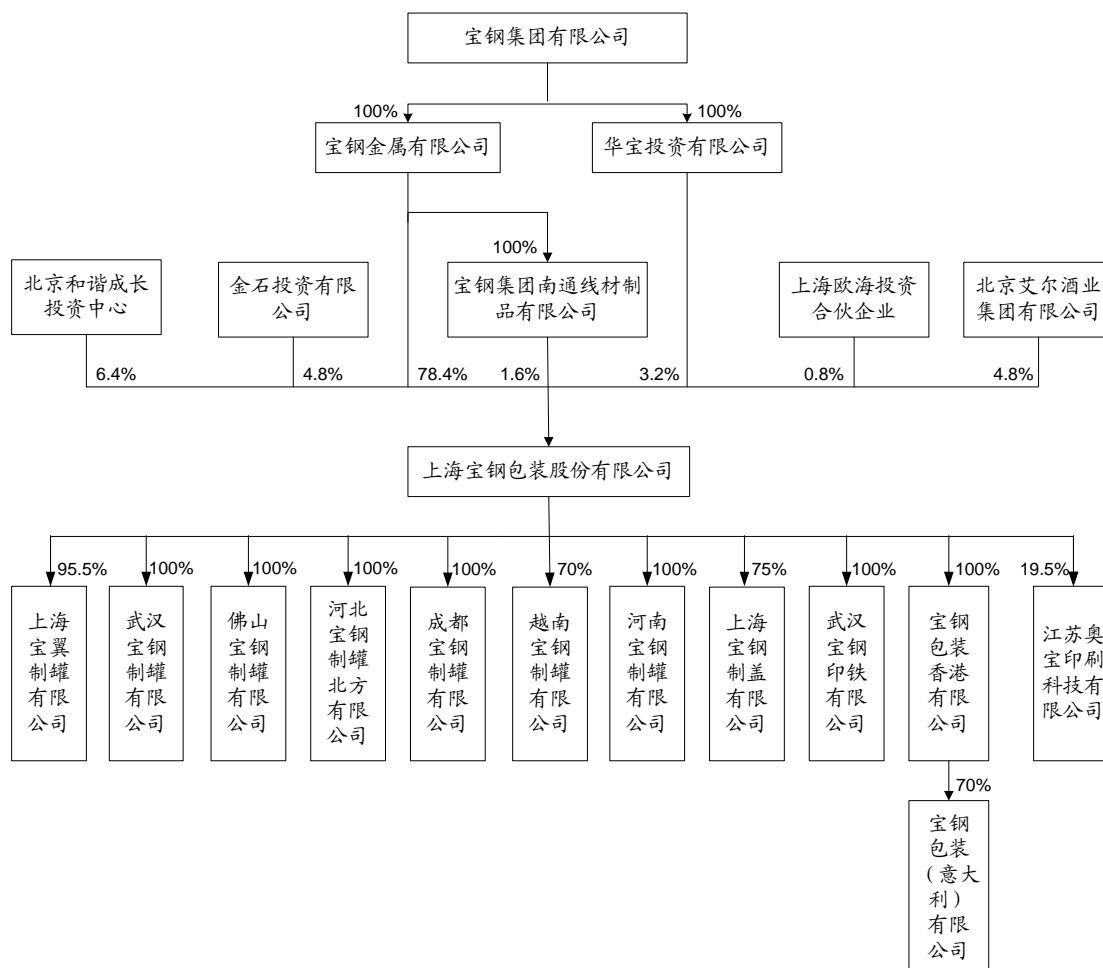 宝钢集团有限公司
100%
100%
宝钢金属有限公司
华宝投资有限公司
100%
北京和谐成长
投资中心
金石投资有限
公司
宝钢集团南通线材制
品有限公司
上海欧海投资
合伙企业
北京艾尔酒业
集团有限公司
6.4%
4.8%
78.4%
1.6%
3.2%
0.8%
4.8%
上海宝钢包装股份有限公司
95.5%
100%
100%
100%
100%
70%
100%
75%
100%
100%
19.5%
上海
宝翼
制罐
有限
公司
武汉
宝钢
制罐
有限
公司
佛山
宝钢
制罐
有限
公司
河北
宝钢
制罐
北方
有限
公司
成都
宝钢
制罐
有限
公司
越南
宝钢
制罐
有限
公司
河南
宝钢
制罐
有限
公司
上海
宝钢
制盖
有限
公司
武汉
宝钢
印铁
有限
公司
宝钢
包装
香港
有限
公司
江苏奥
宝印刷
科技有
限公司
70%
宝钢
包装
(意大
利)
有限
公司